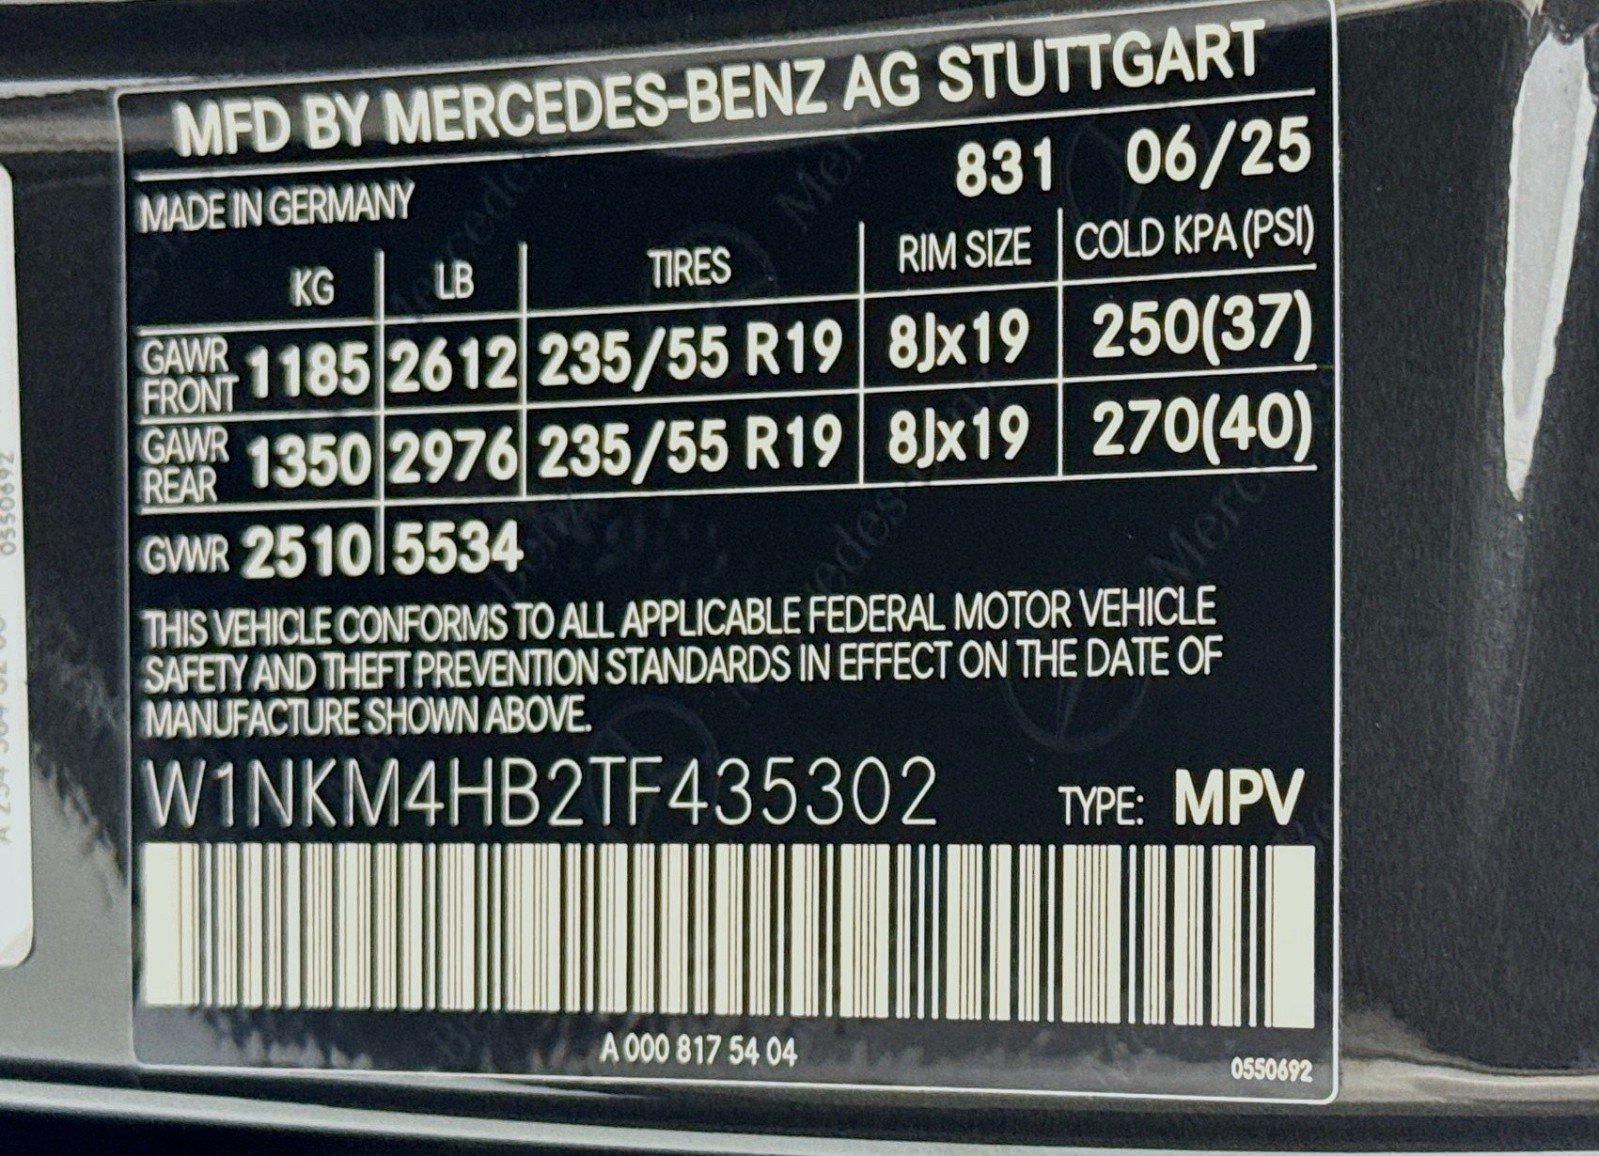 MFD BY MERCEDES-BENZ AG STUTTGART
MADE IN GERMANY 831 06/25
KG LB TIRES RIM SIZE COLD KPA (PSI)
GAWR FRONT 1185 2612 235/55 R19 8Jx19 250(37)
GAWR REAR 1350 2976 235/55 R19 8Jx19 270(40)
GVWR 2510 5534
THIS VEHICLE CONFORMS TO ALL APPLICABLE FEDERAL MOTOR VEHICLE
SAFETY AND THEFT PREVENTION STANDARDS IN EFFECT ON THE DATE OF
MANUFACTURE SHOWN ABOVE.
W1NKM4HB2TF435302 TYPE: MPV
A 000 817 54 04
0550692
0550692